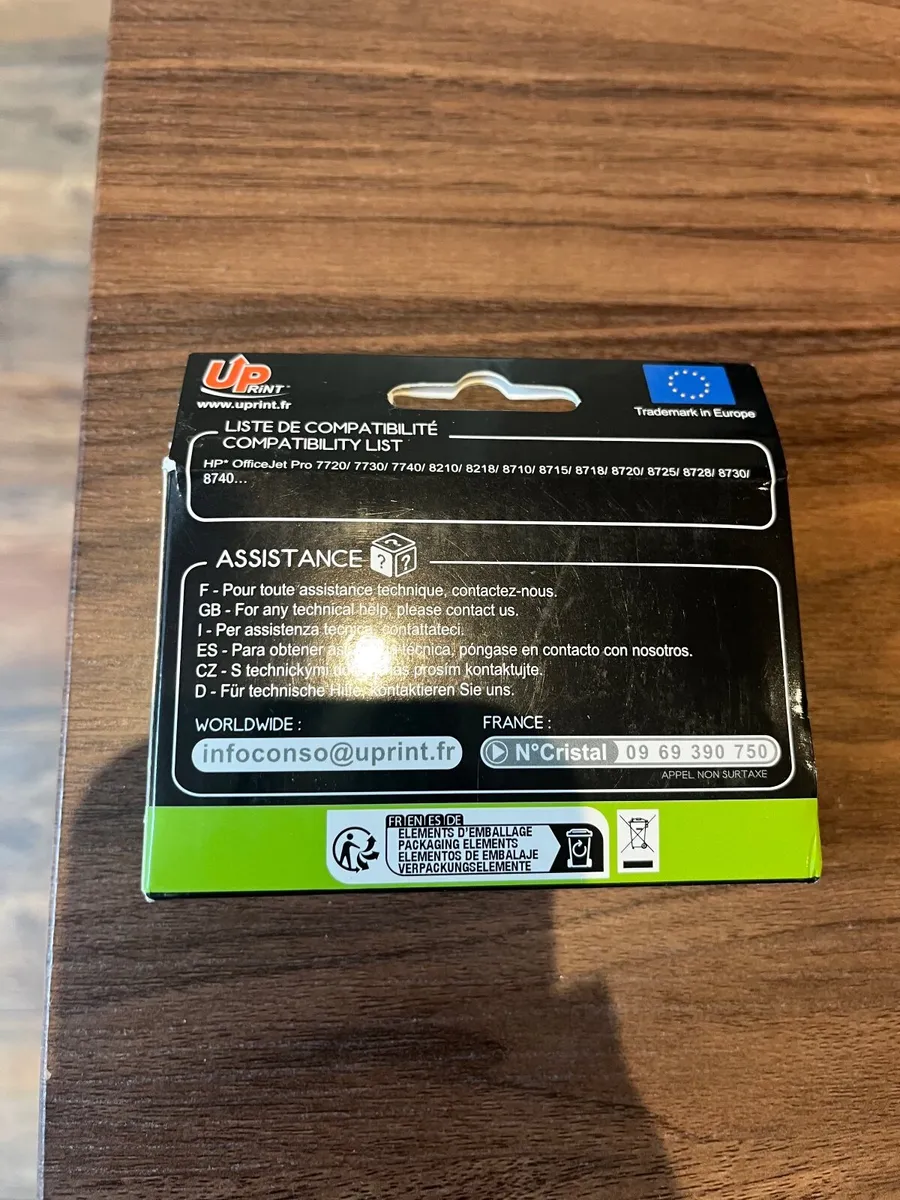 UPRINT™
www.uprint.fr
Trademark in Europe
LISTE DE COMPATIBILITÉ
COMPATIBILITY LIST
HP* OfficeJet Pro 7720/ 7730/ 7740/ 8210/ 8218/ 8710/ 8715/ 8718/ 8720/ 8725/ 8728/ 8730/
8740...
ASSISTANCE ? ? ?
F - Pour toute assistance technique, contactez-nous.
GB - For any technical help, please contact us.
I - Per assistenza tecnica, contattateci.
ES - Para obtener técnica, póngase en contacto con nosotros.
CZ - S technickými prosím kontaktujte.
D - Für technische Hilfe, kontaktieren Sie uns.
WORLDWIDE :
infoconso@uprint.fr
FRANCE :
N°Cristal 09 69 390 750
APPEL NON SURTAXE
FR EN ES DE
ELEMENTS D'EMBALLAGE
PACKAGING ELEMENTS
ELEMENTOS DE EMBALAJE
VERPACKUNGSELEMENTE